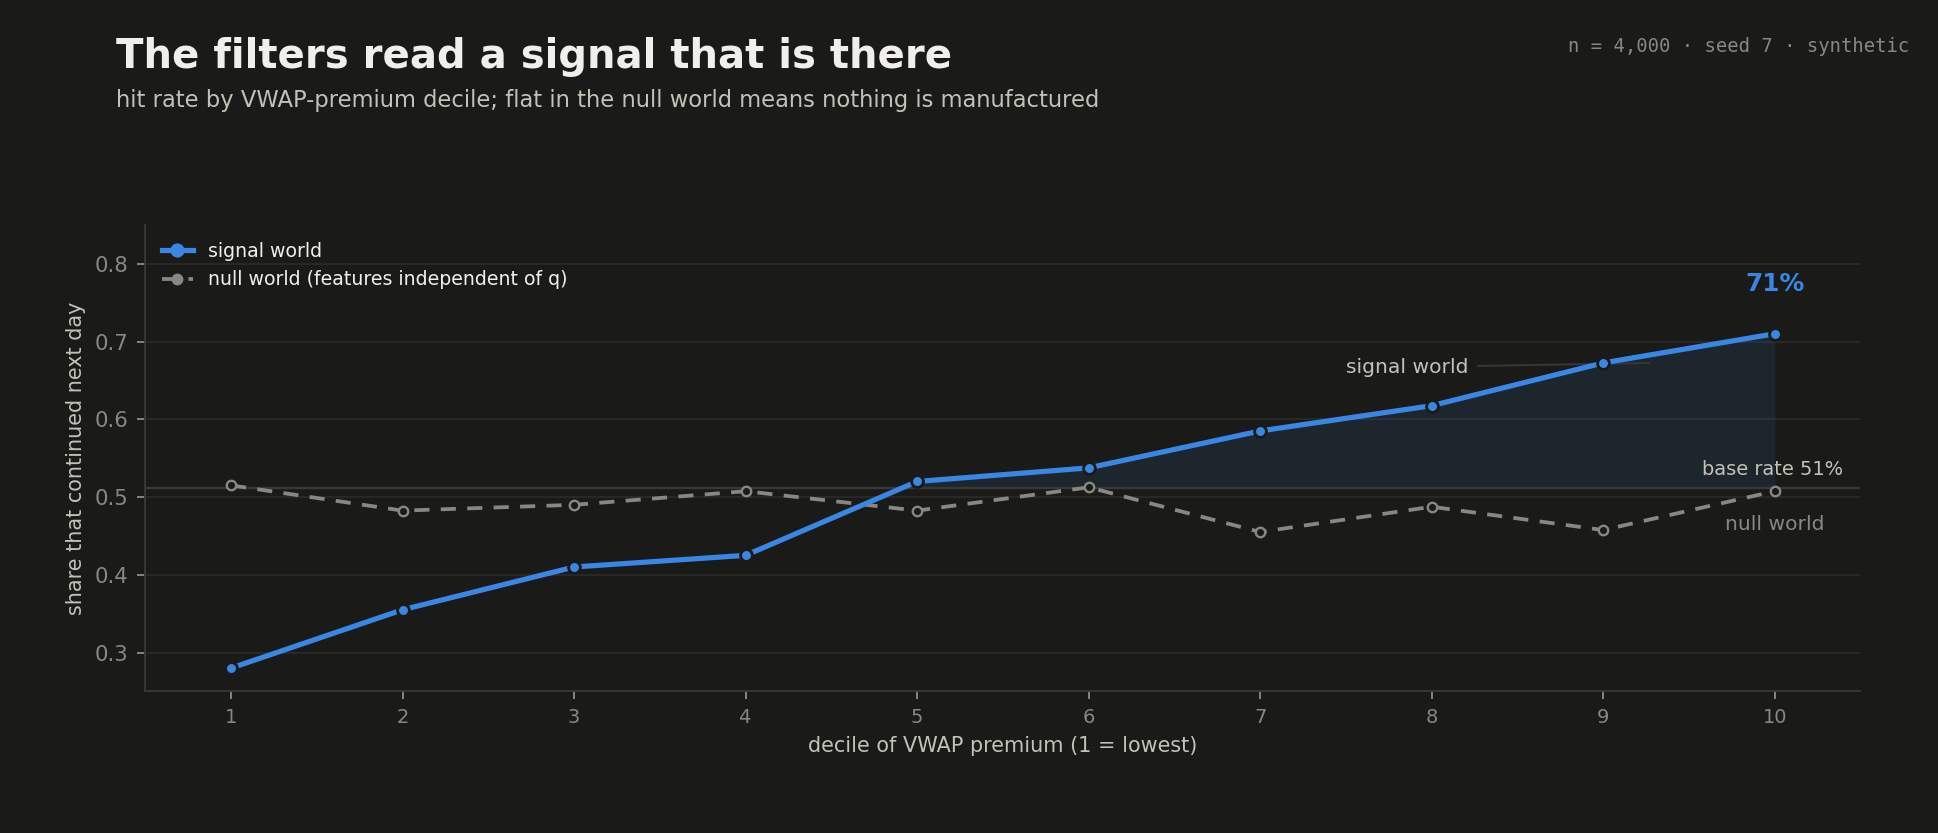 The filters read a signal that is there
n = 4,000 · seed 7 · synthetic
hit rate by VWAP-premium decile; flat in the null world means nothing is manufactured
signal world
null world (features independent of q)
0.8
0.7
0.6
0.5
0.4
0.3
share that continued next day
71%
signal world
base rate 51%
null world
1 2 3 4 5 6 7 8 9 10
decile of VWAP premium (1 = lowest)